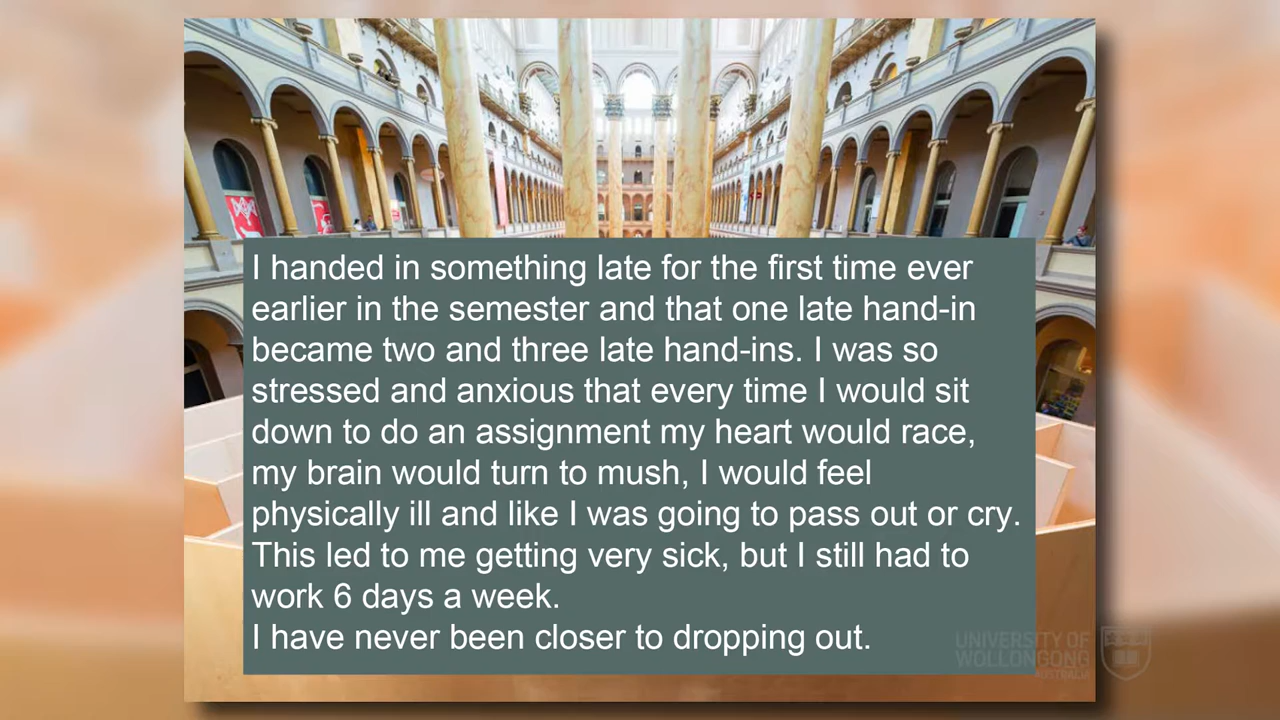 I handed in something late for the first time ever
earlier in the semester and that one late hand-in
became two and three late hand-ins. I was so
stressed and anxious that every time I would sit
down to do an assignment my heart would race,
my brain would turn to mush, I would feel
physically ill and like I was going to pass out or cry.
This led to me getting very sick, but I still had to
work 6 days a week.
I have never been closer to dropping out.
UNIVERSITY OF
WOLLONGONG
AUSTRALIA